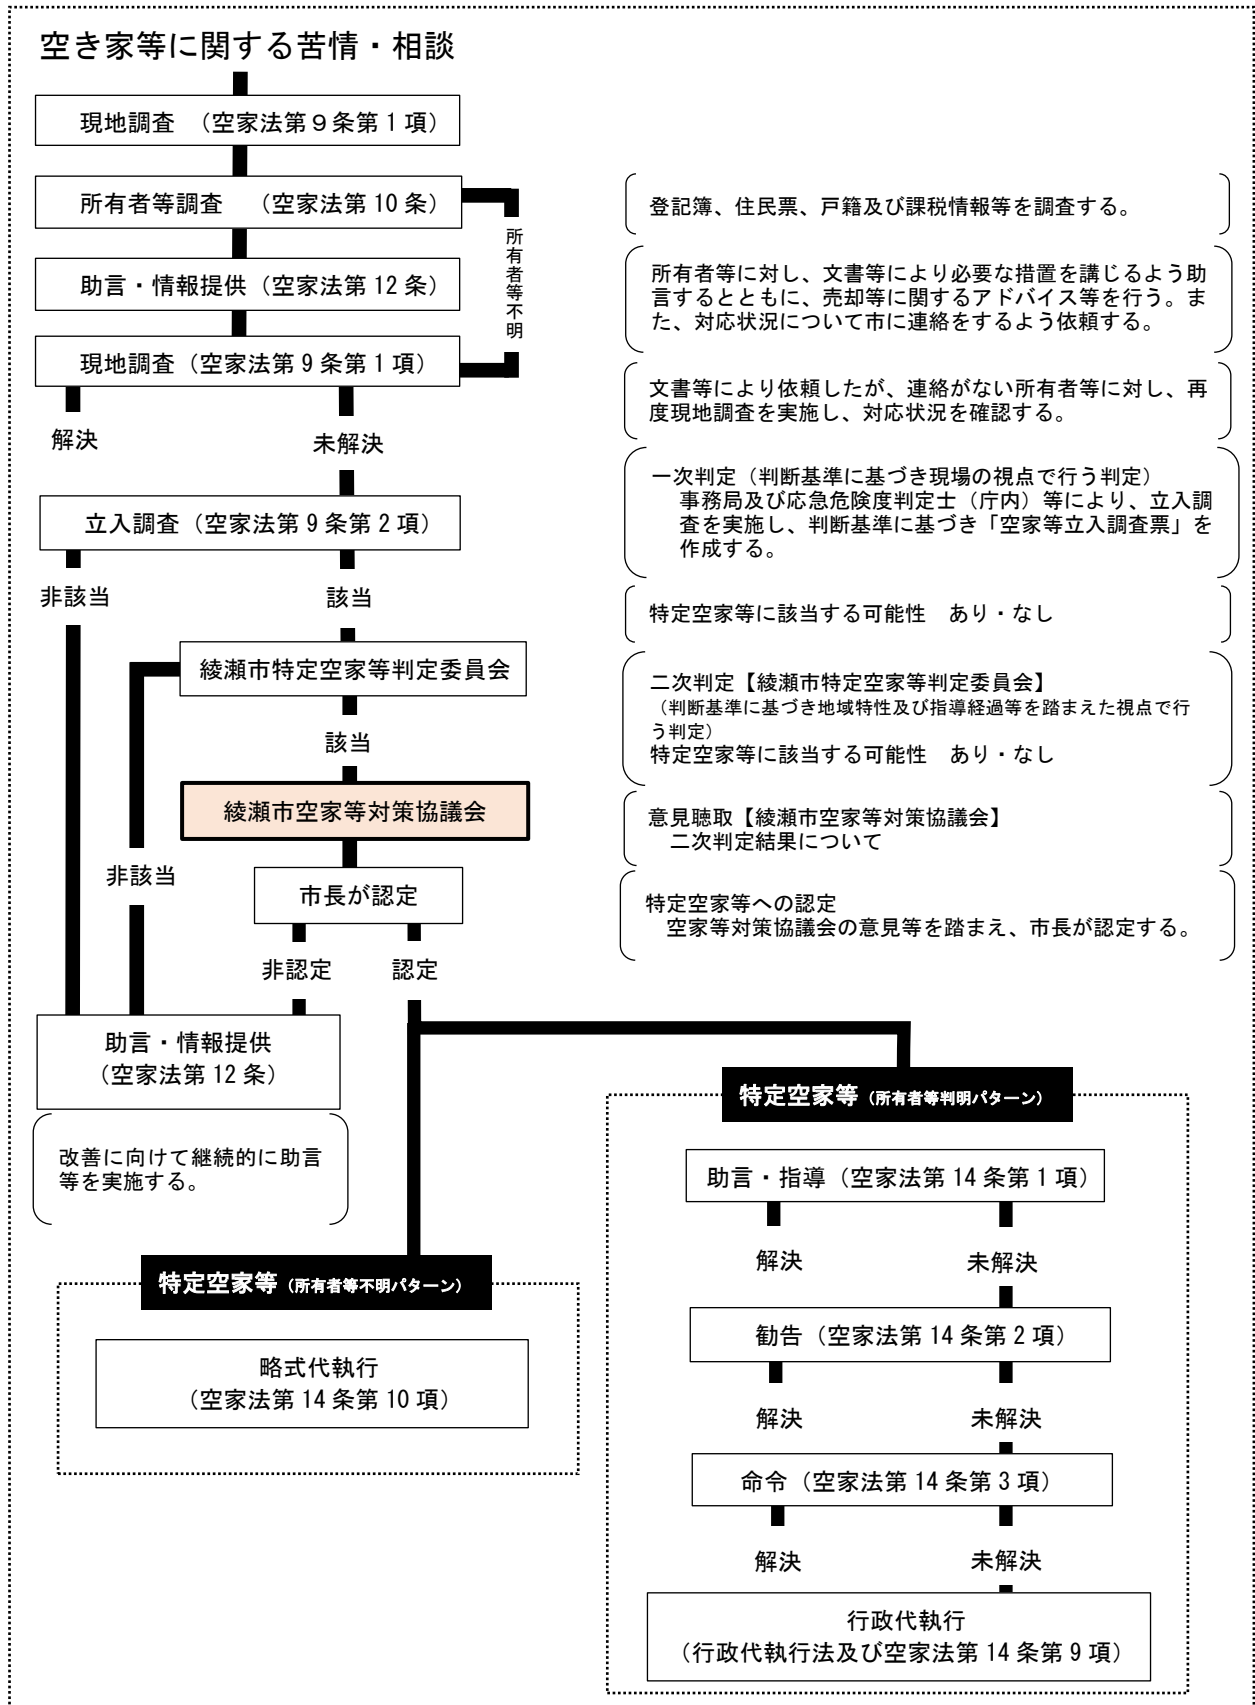 空き家等に関する苦情・相談
現地調査 (空家法第９条第１項)
所有者等調査 (空家法第 10 条)
所有者等不明
助言・情報提供 (空家法第 12 条)
現地調査 (空家法第 9 条第 1 項)
解決
未解決
立入調査 (空家法第 9 条第 2 項)
非該当
該当
綾瀬市特定空家等判定委員会
該当
綾瀬市空家等対策協議会
非該当
市長が認定
非認定
認定
助言・情報提供
(空家法第 12 条)
改善に向けて継続的に助言
等を実施する。
登記簿、住民票、戸籍及び課税情報等を調査する。
所有者等に対し、文書等により必要な措置を講じるよう助
言するとともに、売却等に関するアドバイス等を行う。ま
た、対応状況について市に連絡をするよう依頼する。
文書等により依頼したが、連絡がない所有者等に対し、再
度現地調査を実施し、対応状況を確認する。
一次判定（判断基準に基づき現場の視点で行う判定）
事務局及び応急危険度判定士（庁内）等により、立入調
査を実施し、判断基準に基づき「空家等立入調査票」を
作成する。
特定空家等に該当する可能性　あり・なし
二次判定【綾瀬市特定空家等判定委員会】
（判断基準に基づき地域特性及び指導経過等を踏まえた視点で行
う判定）
特定空家等に該当する可能性　あり・なし
意見聴取【綾瀬市空家等対策協議会】
二次判定結果について
特定空家等への認定
空家等対策協議会の意見等を踏まえ、市長が認定する。
特定空家等（所有者等不明パターン）
略式代執行
(空家法第 14 条第 10 項)
特定空家等（所有者等判明パターン）
助言・指導 (空家法第 14 条第 1 項)
解決
未解決
勧告 (空家法第 14 条第 2 項)
解決
未解決
命令 (空家法第 14 条第 3 項)
解決
未解決
行政代執行
(行政代執行法及び空家法第 14 条第 9 項)